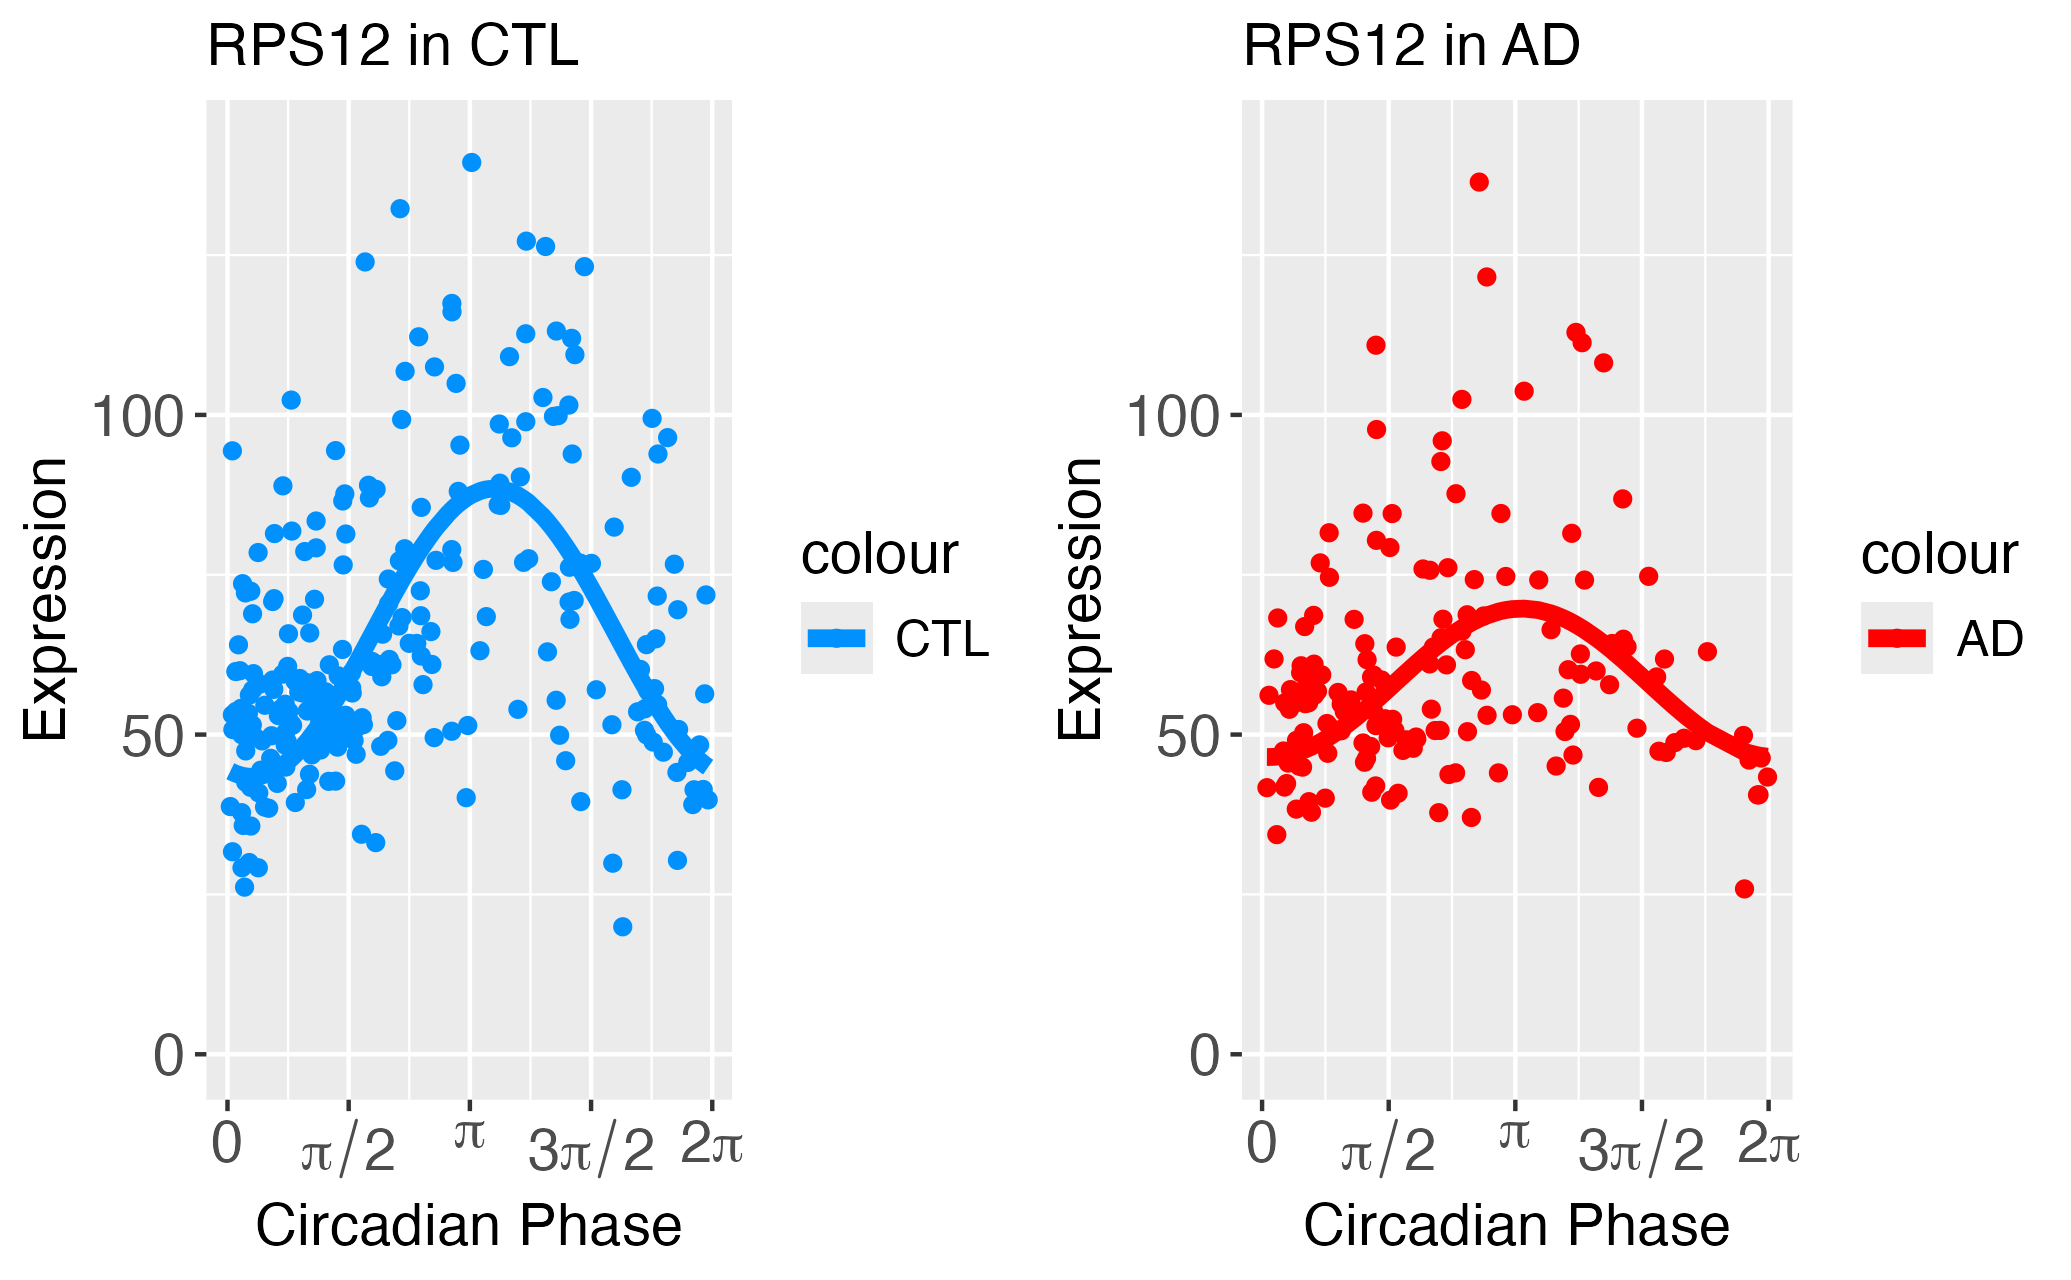 RPS12 in CTL
Expression
100
50
0
0 π/2 π 3π/2 2π
Circadian Phase
colour
CTL
RPS12 in AD
Expression
100
50
0
0 π/2 π 3π/2 2π
Circadian Phase
colour
AD